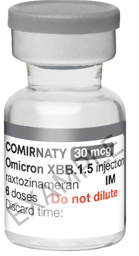 COMIRNATY 30 mcg
Omicron XBB.1.5 injection
raxtozinameran IM
6 doses Do not dilute
Discard time: